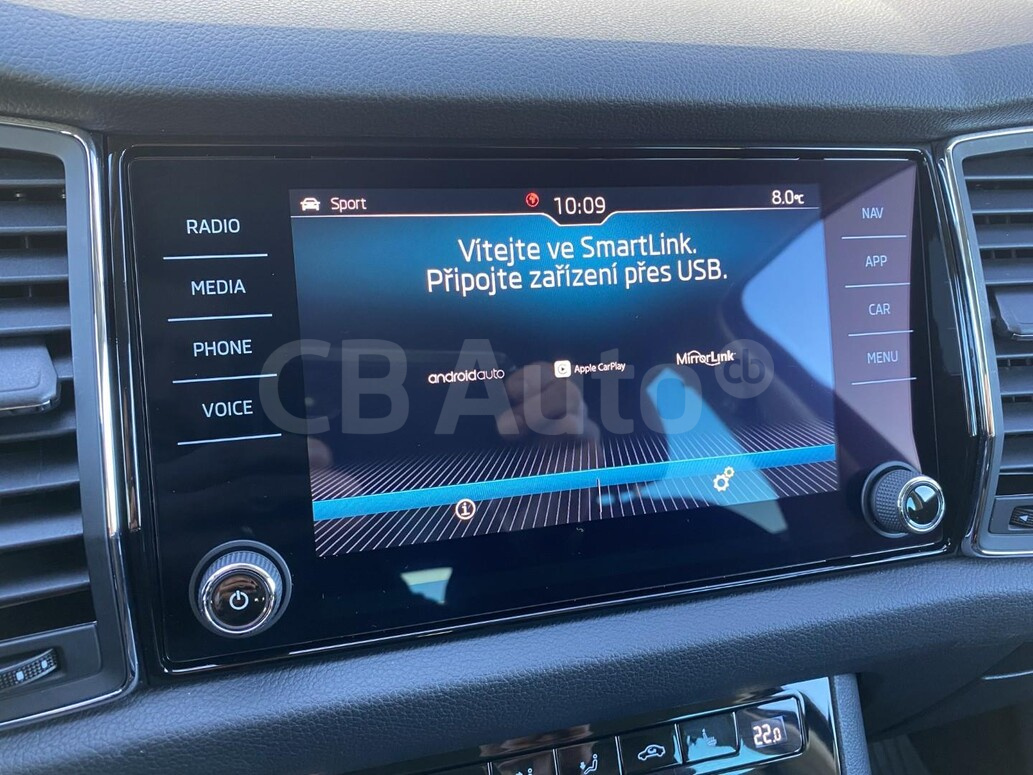 Sport
10:09
8.0℃
RADIO
MEDIA
PHONE
VOICE
Vítejte ve SmartLink.
Připojte zařízení přes USB.
androidauto
Apple CarPlay
MirrorLink
NAV
APP
CAR
MENU
CB Auto cb
22.0